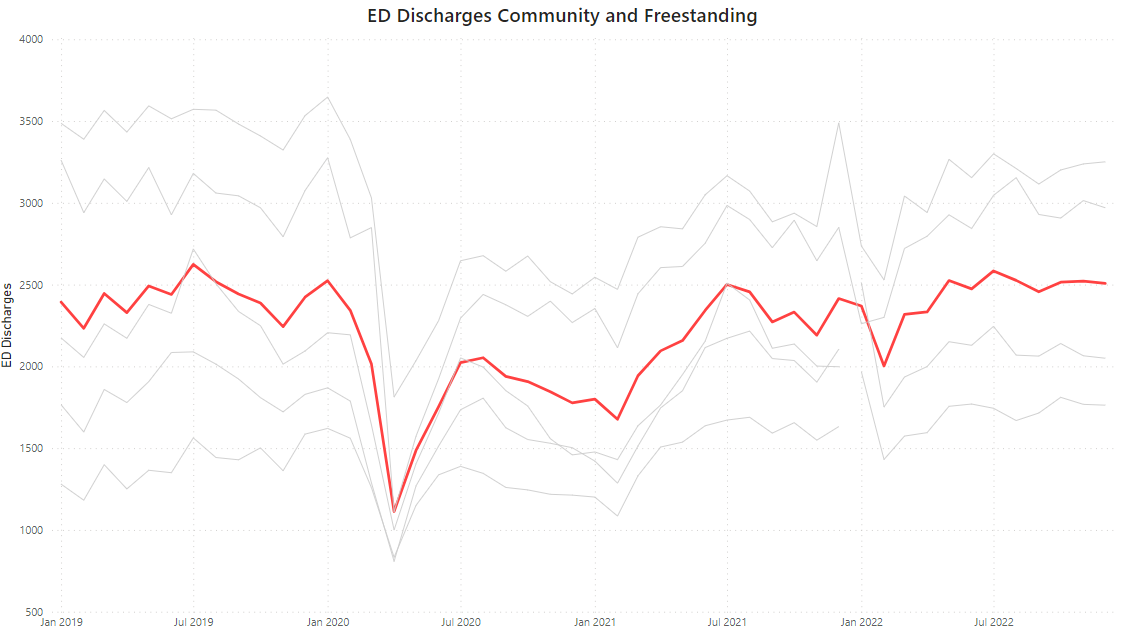 ED Discharges Community and Freestanding
4000
3500
3000
2500
2000
1500
1000
500
ED Discharges
Jan 2019 Jul 2019 Jan 2020 Jul 2020 Jan 2021 Jul 2021 Jan 2022 Jul 2022